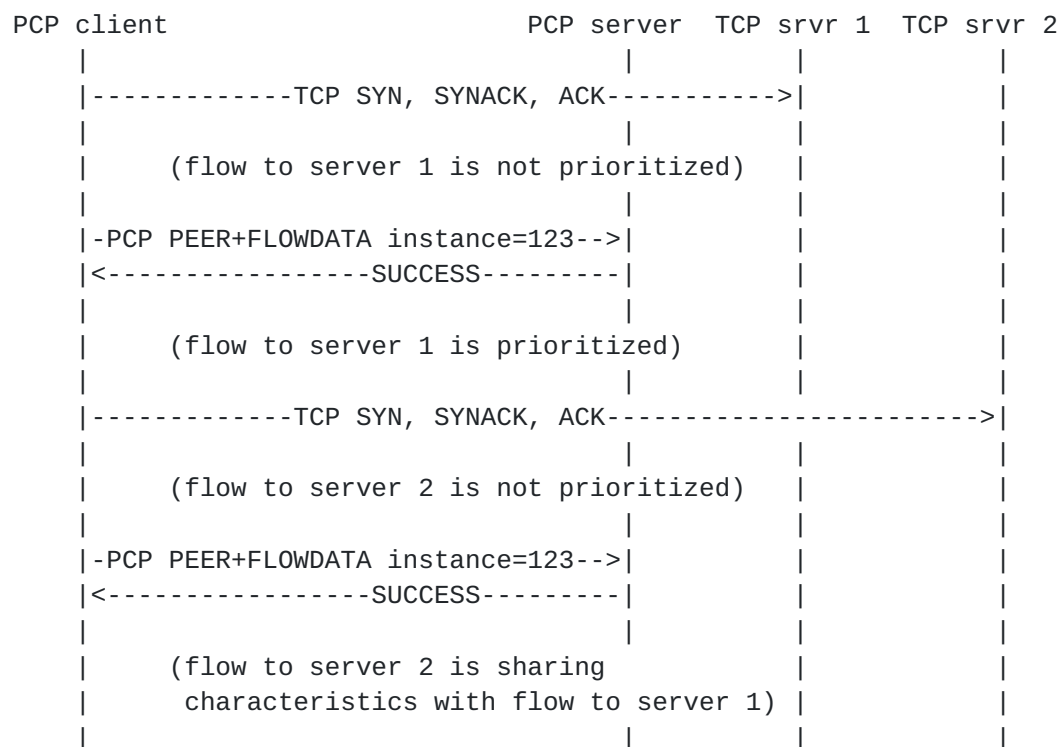 PCP client                     PCP server  TCP srvr 1  TCP srvr 2
    |                                |          |            |
    |-------------TCP SYN, SYNACK, ACK----------->|            |
    |                                |          |            |
    |     (flow to server 1 is not prioritized)   |            |
    |                                |          |            |
    |-PCP PEER+FLOWDATA instance=123-->|          |            |
    |<-----------------SUCCESS---------|          |            |
    |                                |          |            |
    |     (flow to server 1 is prioritized)       |            |
    |                                |          |            |
    |-------------TCP SYN, SYNACK, ACK------------------------>|
    |                                |          |            |
    |     (flow to server 2 is not prioritized)   |            |
    |                                |          |            |
    |-PCP PEER+FLOWDATA instance=123-->|          |            |
    |<-----------------SUCCESS---------|          |            |
    |                                |          |            |
    |     (flow to server 2 is sharing            |            |
    |      characteristics with flow to server 1) |            |
    |                                |          |            |